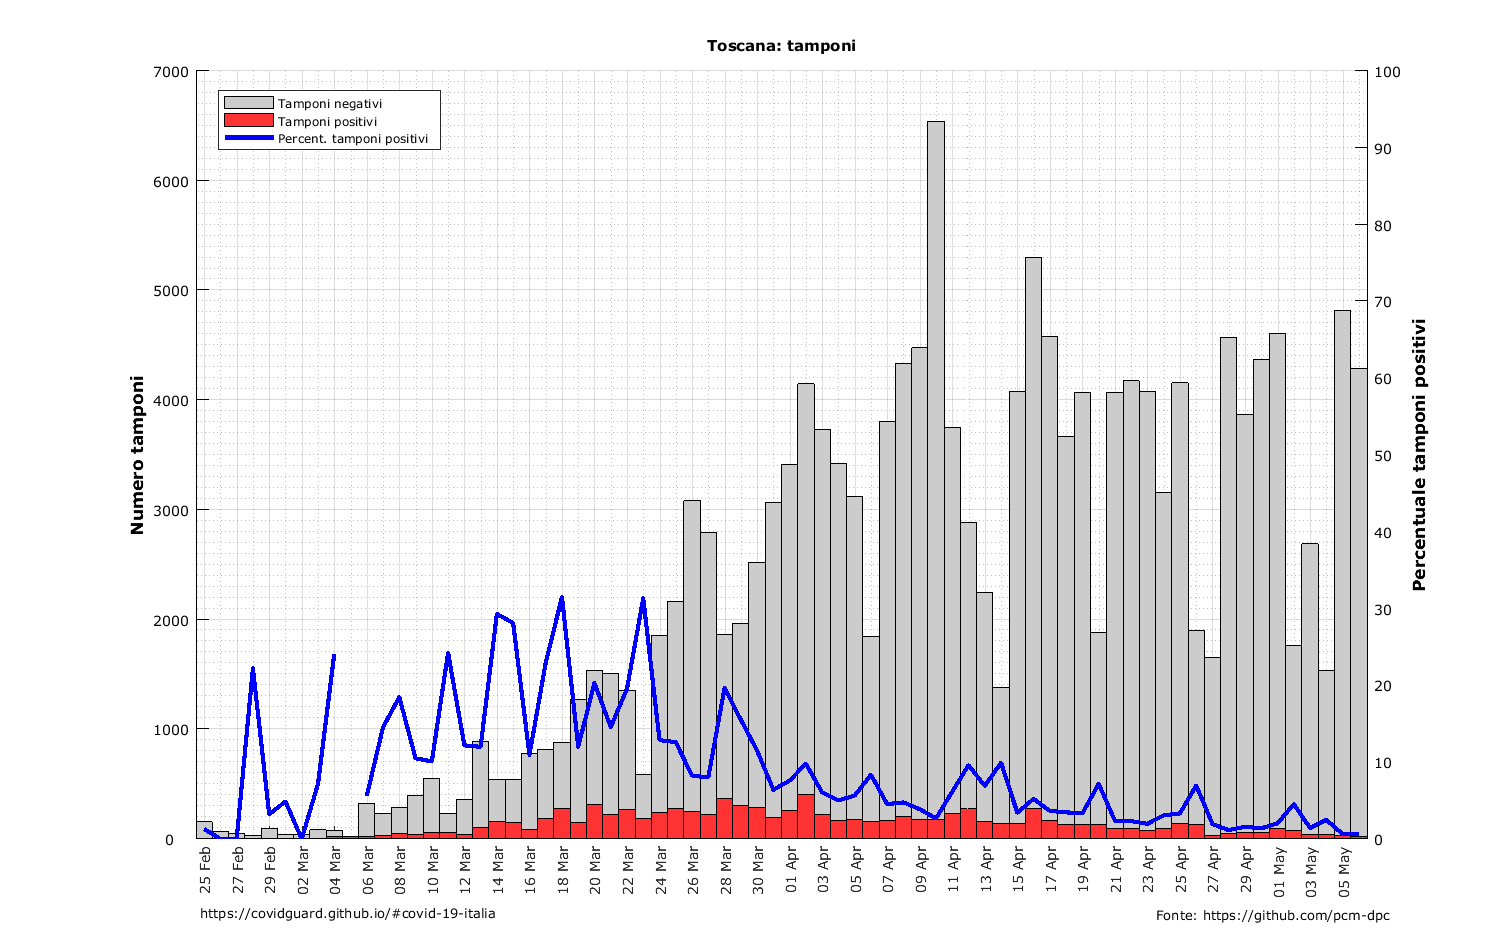 Toscana: tamponi
Tamponi negativi
Tamponi positivi
Percent. tamponi positivi
Numero tamponi
7000
6000
5000
4000
3000
2000
1000
0
100
90
80
70
60
50
40
30
20
10
0
Percentuale tamponi positivi
25 Feb
27 Feb
29 Feb
02 Mar
04 Mar
06 Mar
08 Mar
10 Mar
12 Mar
14 Mar
16 Mar
18 Mar
20 Mar
22 Mar
24 Mar
26 Mar
28 Mar
30 Mar
01 Apr
03 Apr
05 Apr
07 Apr
09 Apr
11 Apr
13 Apr
15 Apr
17 Apr
19 Apr
21 Apr
23 Apr
25 Apr
27 Apr
29 Apr
01 May
03 May
05 May
https://covidguard.github.io/#covid-19-italia
Fonte: https://github.com/pcm-dpc